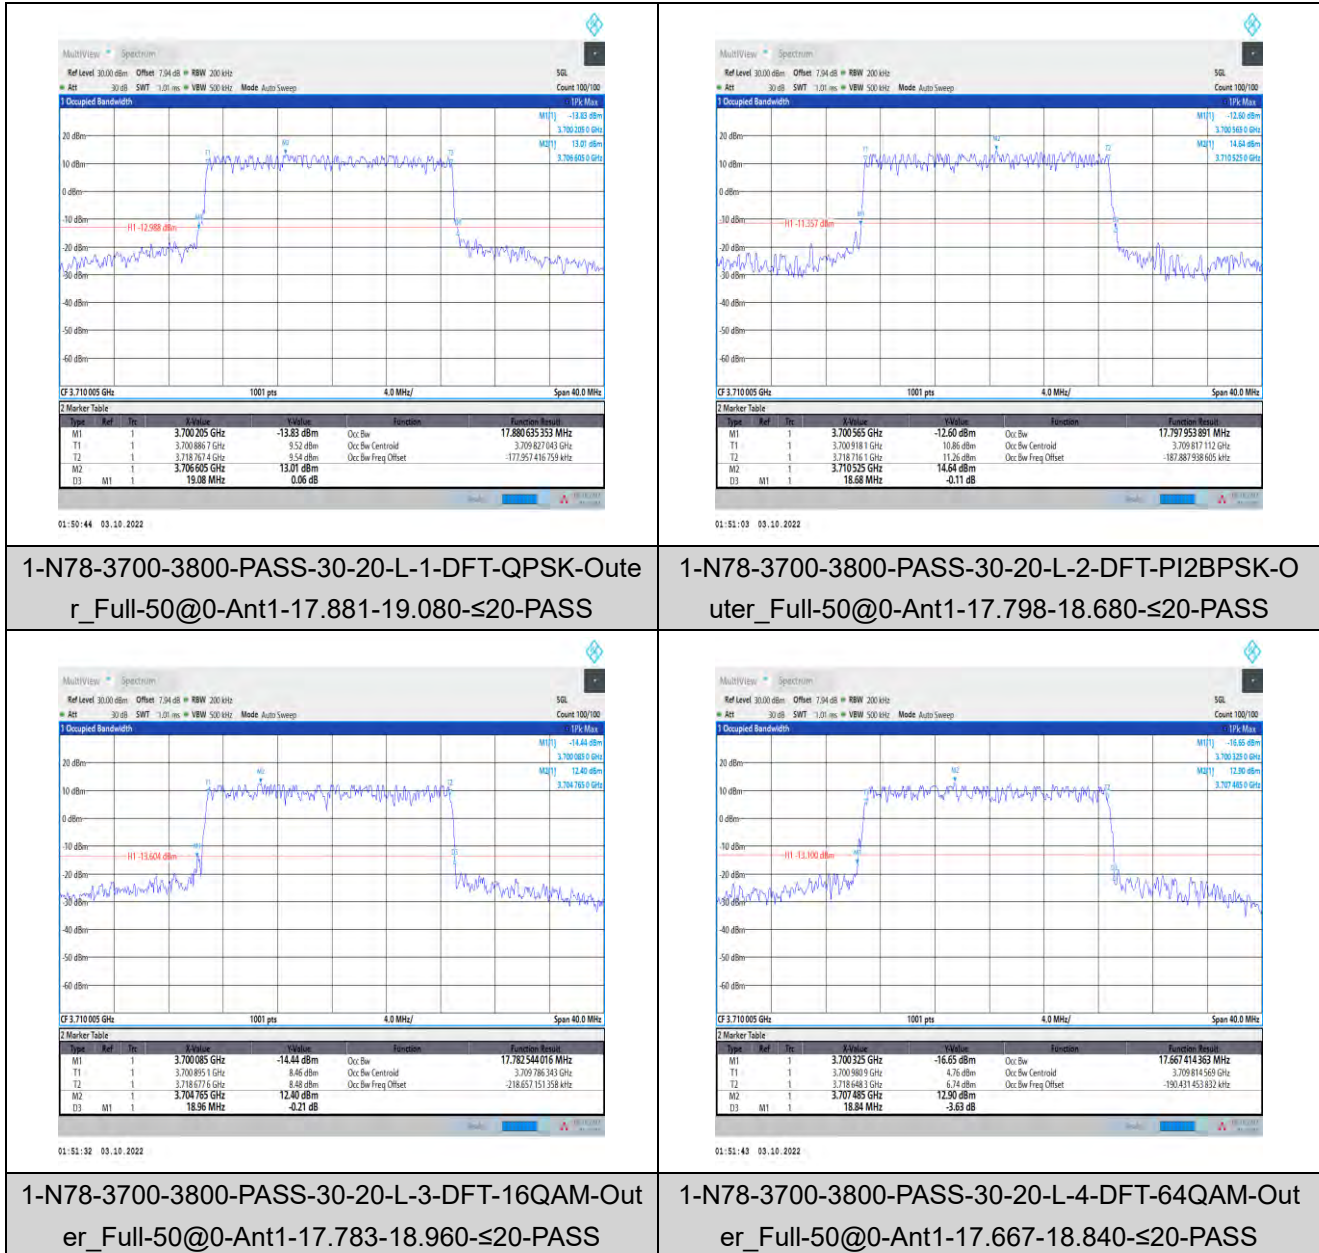 MultiView Spectrum
Ref Level 30.00 dBm Offset 7.94 dB RBW 200 kHz SGL
Att 30 dB SWT 1.01 ms VBW 500 kHz Mode Auto Sweep Count 100/100
1 Occupied Bandwidth 1Pk Max
M1[1] -13.83 dBm
3.700 205 0 GHz
M2[1] 13.01 dBm
3.706 605 0 GHz
20 dBm
M2
T1
T2
10 dBm
0 dBm
-10 dBm
H1 -12.988 dBm
-20 dBm
-30 dBm
-40 dBm
-50 dBm
-60 dBm
CF 3.710 005 GHz 1001 pts 4.0 MHz/ Span 40.0 MHz
2 Marker Table
Type Ref Trc X-Value Y-Value Function Function Result
M1 1 3.700 205 GHz -13.83 dBm Occ Bw 17.880 635 353 MHz
T1 1 3.700 886 7 GHz 9.52 dBm Occ Bw Centroid 3.709 827 043 GHz
T2 1 3.718 767 4 GHz 9.54 dBm Occ Bw Freq Offset -177.957 416 759 kHz
M2 1 3.706 605 GHz 13.01 dBm
D3 M1 1 19.08 MHz 0.06 dB
01:50:44 03.10.2022
1-N78-3700-3800-PASS-30-20-L-1-DFT-QPSK-Oute
r_Full-50@0-Ant1-17.881-19.080-≤20-PASS
MultiView Spectrum
Ref Level 30.00 dBm Offset 7.94 dB RBW 200 kHz SGL
Att 30 dB SWT 1.01 ms VBW 500 kHz Mode Auto Sweep Count 100/100
1 Occupied Bandwidth 1Pk Max
M1[1] -12.60 dBm
3.700 565 0 GHz
M2[1] 14.64 dBm
3.710 525 0 GHz
20 dBm
M2
T1
T2
10 dBm
0 dBm
-10 dBm
H1 -11.357 dBm
-20 dBm
-30 dBm
-40 dBm
-50 dBm
-60 dBm
CF 3.710 005 GHz 1001 pts 4.0 MHz/ Span 40.0 MHz
2 Marker Table
Type Ref Trc X-Value Y-Value Function Function Result
M1 1 3.700 565 GHz -12.60 dBm Occ Bw 17.797 953 891 MHz
T1 1 3.700 918 1 GHz 10.86 dBm Occ Bw Centroid 3.709 817 112 GHz
T2 1 3.718 716 1 GHz 11.26 dBm Occ Bw Freq Offset -187.887 938 605 kHz
M2 1 3.710 525 GHz 14.64 dBm
D3 M1 1 18.68 MHz -0.11 dB
01:51:03 03.10.2022
1-N78-3700-3800-PASS-30-20-L-2-DFT-PI2BPSK-O
uter_Full-50@0-Ant1-17.798-18.680-≤20-PASS
MultiView Spectrum
Ref Level 30.00 dBm Offset 7.94 dB RBW 200 kHz SGL
Att 30 dB SWT 1.01 ms VBW 500 kHz Mode Auto Sweep Count 100/100
1 Occupied Bandwidth 1Pk Max
M1[1] -14.44 dBm
3.700 085 0 GHz
M2[1] 12.40 dBm
3.704 765 0 GHz
20 dBm
M2
T1
T2
10 dBm
0 dBm
-10 dBm
H1 -13.604 dBm
-20 dBm
-30 dBm
-40 dBm
-50 dBm
-60 dBm
CF 3.710 005 GHz 1001 pts 4.0 MHz/ Span 40.0 MHz
2 Marker Table
Type Ref Trc X-Value Y-Value Function Function Result
M1 1 3.700 085 GHz -14.44 dBm Occ Bw 17.782 544 016 MHz
T1 1 3.700 895 1 GHz 8.46 dBm Occ Bw Centroid 3.709 786 343 GHz
T2 1 3.718 677 6 GHz 8.48 dBm Occ Bw Freq Offset -218.657 151 358 kHz
M2 1 3.704 765 GHz 12.40 dBm
D3 M1 1 18.96 MHz -0.21 dB
01:51:32 03.10.2022
1-N78-3700-3800-PASS-30-20-L-3-DFT-16QAM-Out
er_Full-50@0-Ant1-17.783-18.960-≤20-PASS
MultiView Spectrum
Ref Level 30.00 dBm Offset 7.94 dB RBW 200 kHz SGL
Att 30 dB SWT 1.01 ms VBW 500 kHz Mode Auto Sweep Count 100/100
1 Occupied Bandwidth 1Pk Max
M1[1] -16.65 dBm
3.700 325 0 GHz
M2[1] 12.90 dBm
3.707 485 0 GHz
20 dBm
M2
10 dBm
0 dBm
-10 dBm
H1 -13.100 dBm
-20 dBm
-30 dBm
-40 dBm
-50 dBm
-60 dBm
CF 3.710 005 GHz 1001 pts 4.0 MHz/ Span 40.0 MHz
2 Marker Table
Type Ref Trc X-Value Y-Value Function Function Result
M1 1 3.700 325 GHz -16.65 dBm Occ Bw 17.667 414 363 MHz
T1 1 3.700 980 9 GHz 4.76 dBm Occ Bw Centroid 3.709 814 569 GHz
T2 1 3.718 648 3 GHz 6.74 dBm Occ Bw Freq Offset -190.431 453 832 kHz
M2 1 3.707 485 GHz 12.90 dBm
D3 M1 1 18.84 MHz -3.63 dB
01:51:43 03.10.2022
1-N78-3700-3800-PASS-30-20-L-4-DFT-64QAM-Out
er_Full-50@0-Ant1-17.667-18.840-≤20-PASS